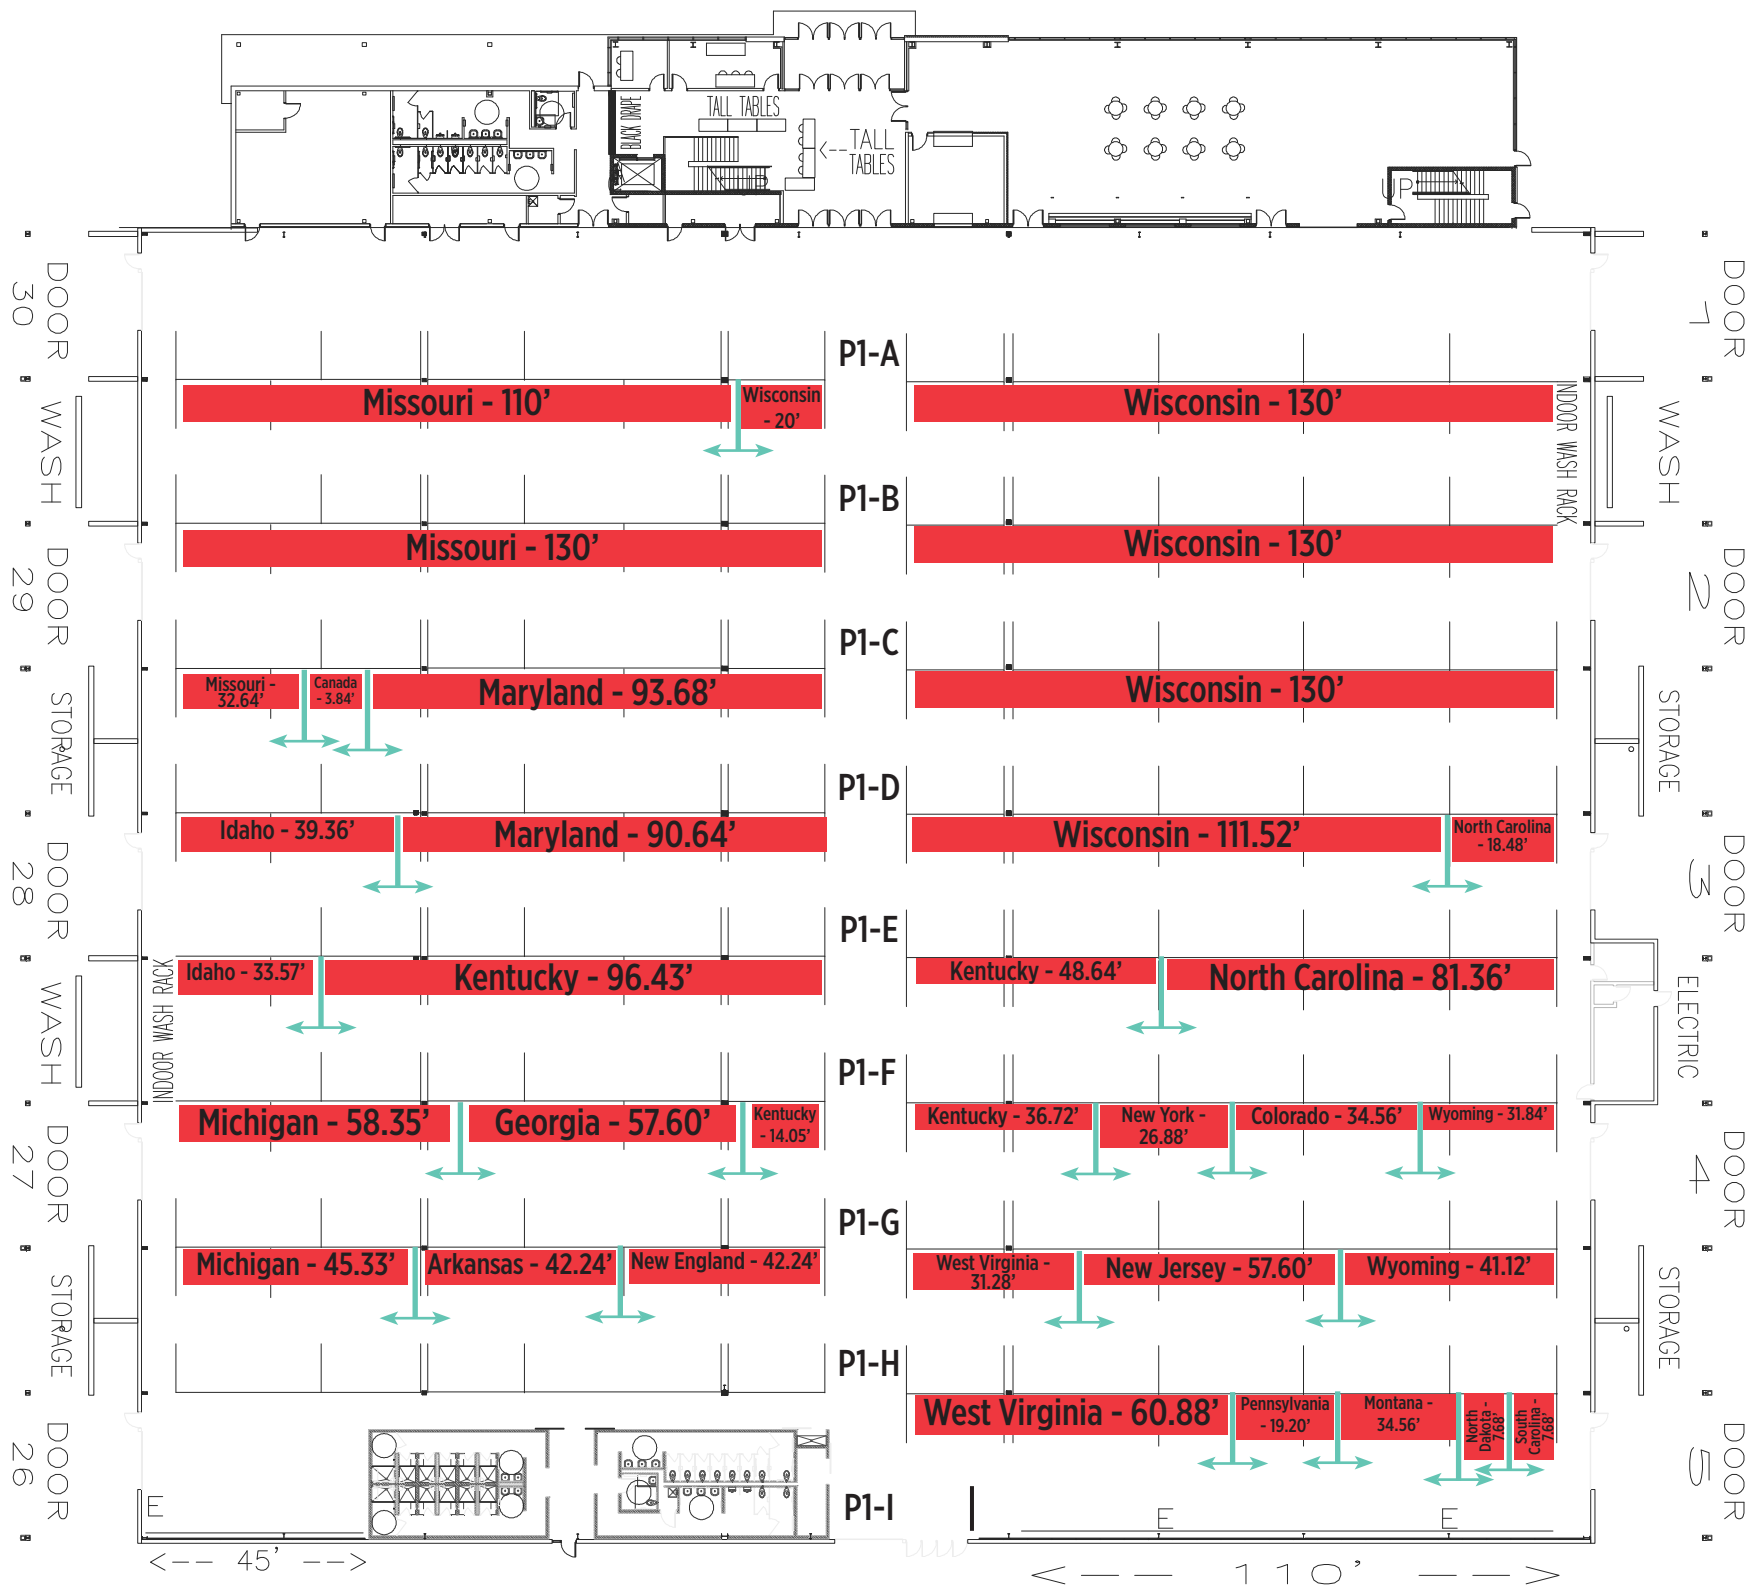 BLACK DRAPE
TALL TABLES
<--TALL
TABLES
UP
DOOR
30
DOOR
1
P1-A
Missouri - 110’
Wisconsin
- 20’
Wisconsin - 130’
WASH
INDOOR WASH RACK
WASH
P1-B
Missouri - 130’
Wisconsin - 130’
DOOR
29
DOOR
2
P1-C
Missouri -
32.64’
Canada
- 3.84’
Maryland - 93.68’
Wisconsin - 130’
STORAGE
STORAGE
P1-D
Idaho - 39.36’
Maryland - 90.64’
Wisconsin - 111.52’
North Carolina
- 18.48’
DOOR
28
DOOR
3
P1-E
Idaho - 33.57’
Kentucky - 96.43’
Kentucky - 48.64’
North Carolina - 81.36’
WASH
INDOOR WASH RACK
ELECTRIC
P1-F
Michigan - 58.35’
Georgia - 57.60’
Kentucky
- 14.05’
Kentucky - 36.72’
New York -
26.88’
Colorado - 34.56’
Wyoming - 31.84’
DOOR
27
DOOR
4
P1-G
Michigan - 45.33’
Arkansas - 42.24’
New England - 42.24’
West Virginia -
31.28’
New Jersey - 57.60’
Wyoming - 41.12’
STORAGE
STORAGE
P1-H
West Virginia - 60.88’
Pennsylvania
- 19.20’
Montana -
34.56’
North
Dakota -
7.68’
South
Carolina -
7.68’
DOOR
26
DOOR
5
P1-I
E
E
E
<-- 45’ -->
<-- 110’ -->